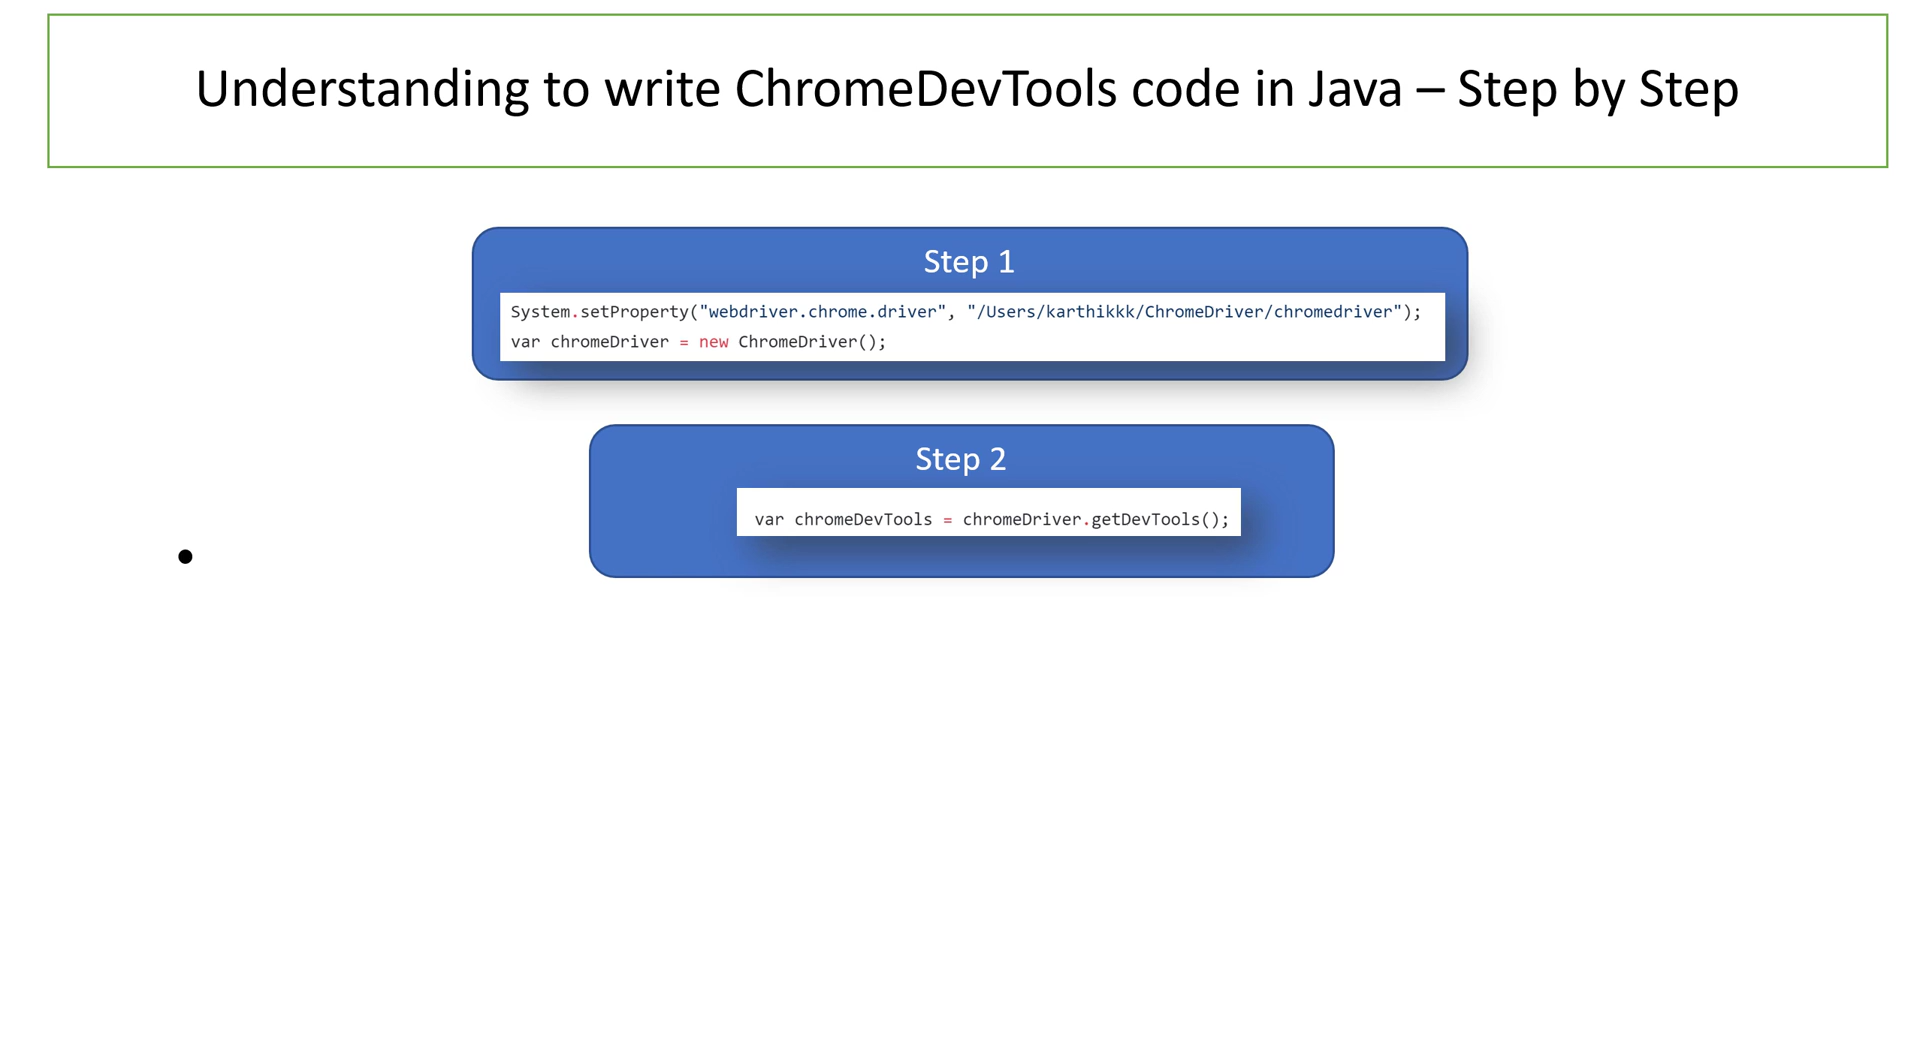 Understanding to write ChromeDevTools code in Java – Step by Step
Step 1
System.setProperty("webdriver.chrome.driver", "/Users/karthikkk/ChromeDriver/chromedriver");
var chromeDriver = new ChromeDriver();
Step 2
var chromeDevTools = chromeDriver.getDevTools();